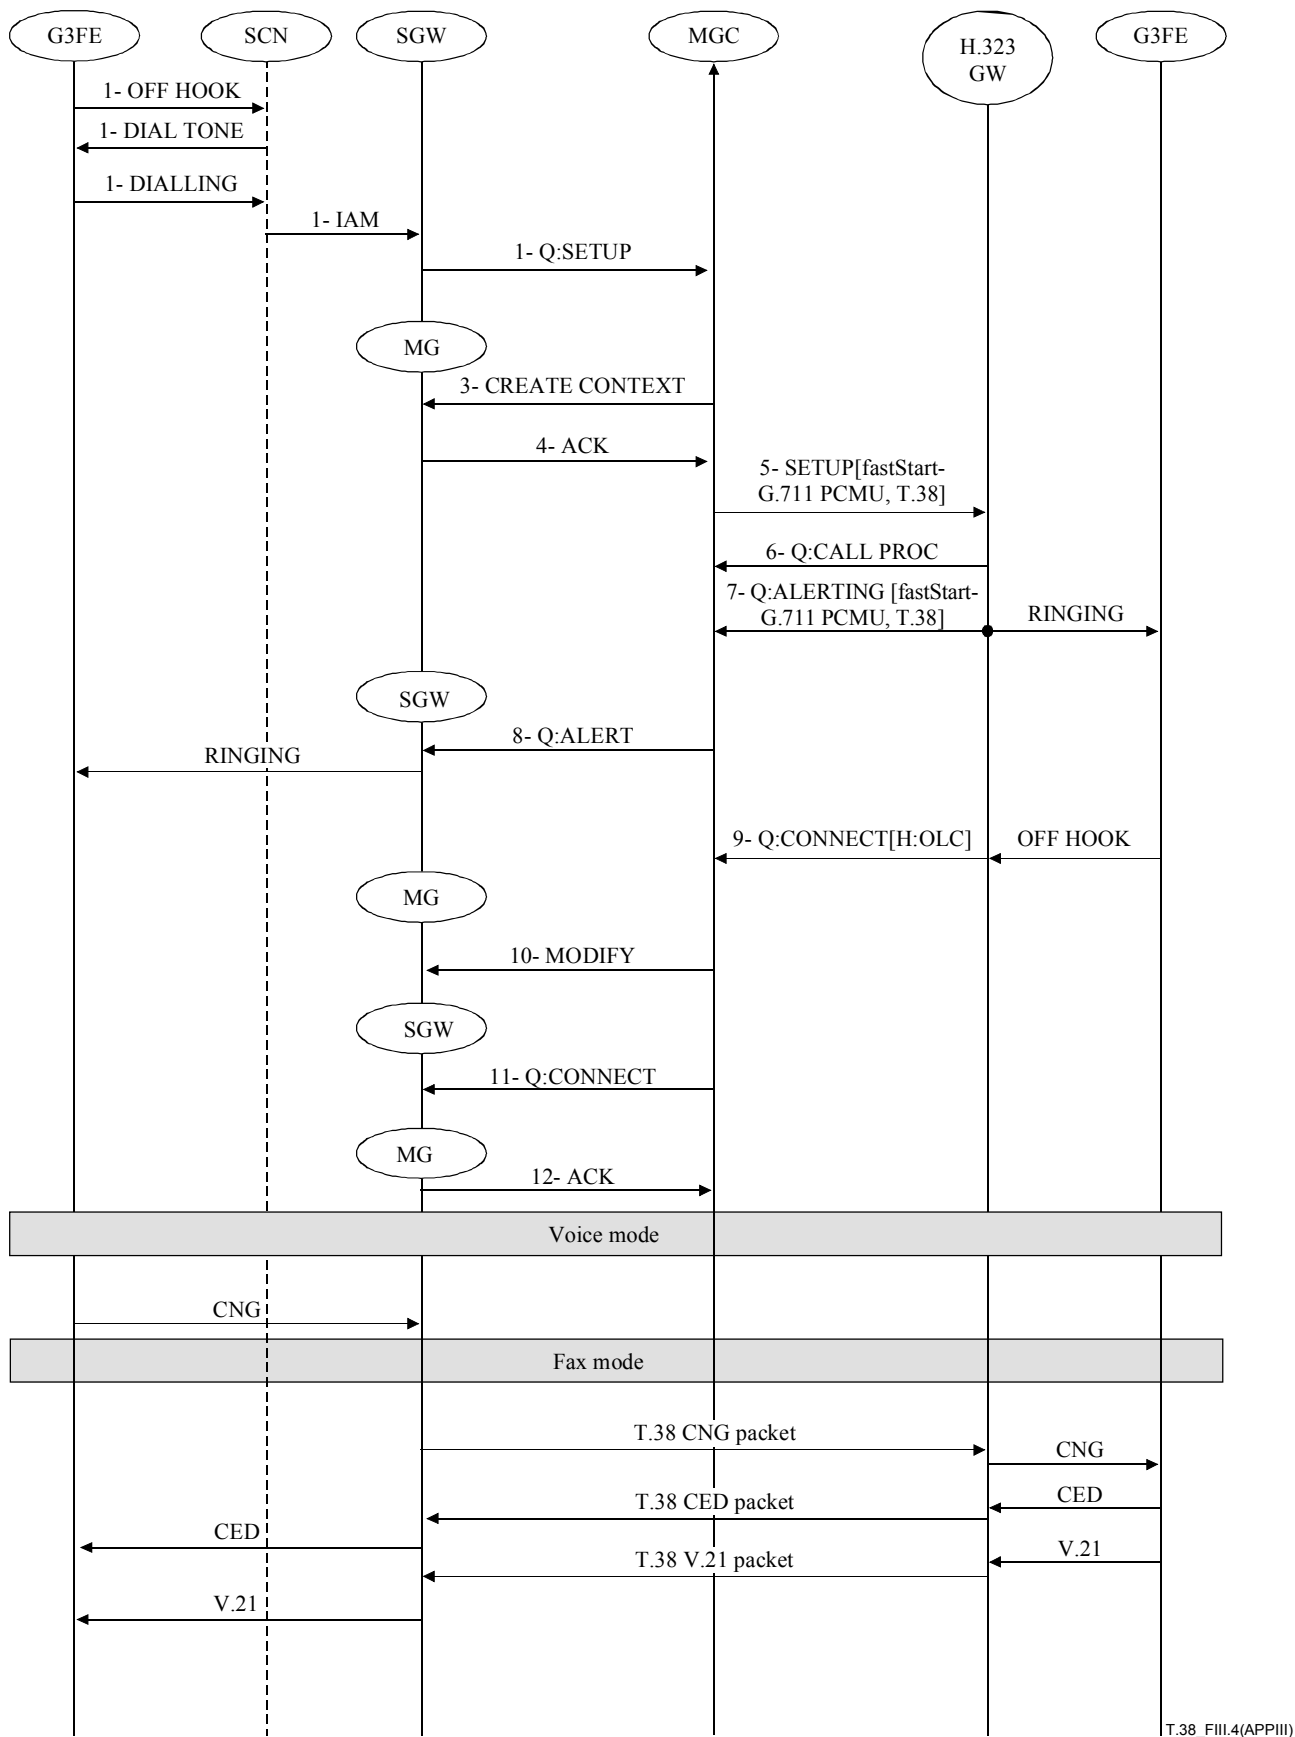 G3FE
SCN
SGW
MGC
H.323
GW
G3FE
1- OFF HOOK
1- DIAL TONE
1- DIALLING
1- IAM
1- Q:SETUP
MG
3- CREATE CONTEXT
4- ACK
5- SETUP[fastStart-
G.711 PCMU, T.38]
6- Q:CALL PROC
7- Q:ALERTING [fastStart-
G.711 PCMU, T.38]
RINGING
SGW
8- Q:ALERT
RINGING
9- Q:CONNECT[H:OLC]
OFF HOOK
MG
10- MODIFY
SGW
11- Q:CONNECT
MG
12- ACK
Voice mode
CNG
Fax mode
T.38 CNG packet
CNG
CED
T.38 CED packet
CED
V.21
T.38 V.21 packet
V.21
T.38_FIII.4(APPIII)